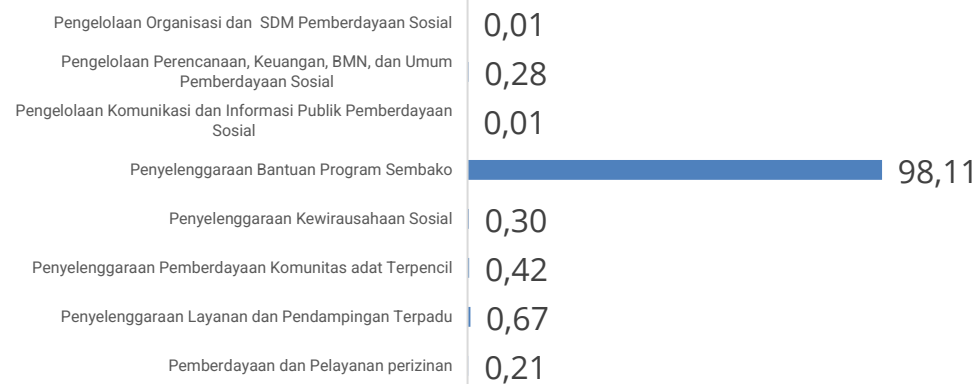 Pengelolaan Organisasi dan  SDM Pemberdayaan Sosial 0,01
Pengelolaan Perencanaan, Keuangan, BMN, dan Umum
Pemberdayaan Sosial 0,28
Pengelolaan Komunikasi dan Informasi Publik Pemberdayaan
Sosial 0,01
Penyelenggaraan Bantuan Program Sembako 98,11
Penyelenggaraan Kewirausahaan Sosial 0,30
Penyelenggaraan Pemberdayaan Komunitas adat Terpencil 0,42
Penyelenggaraan Layanan dan Pendampingan Terpadu 0,67
Pemberdayaan dan Pelayanan perizinan 0,21